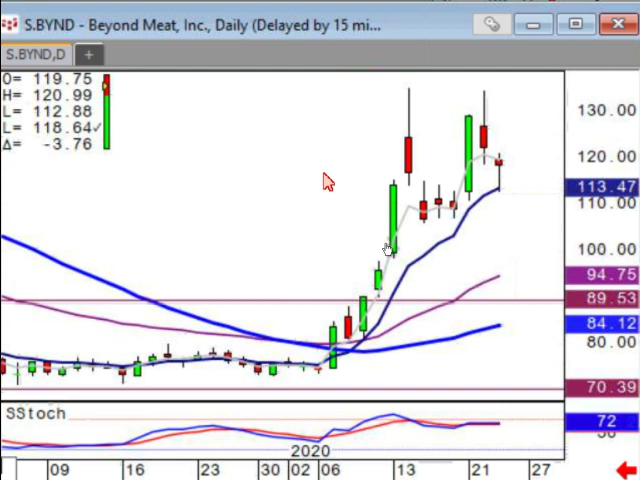 S.BYND - Beyond Meat, Inc., Daily (Delayed by 15 mi...
S.BYND,D +
O= 119.75
H= 120.99
L= 112.88
L= 118.64✓
Δ= -3.76
130.00
120.00
113.47
110.00
100.00
94.75
89.53
84.12
80.00
70.39
SStoch
72
2020
09 16 23 30 02 06 13 21 27